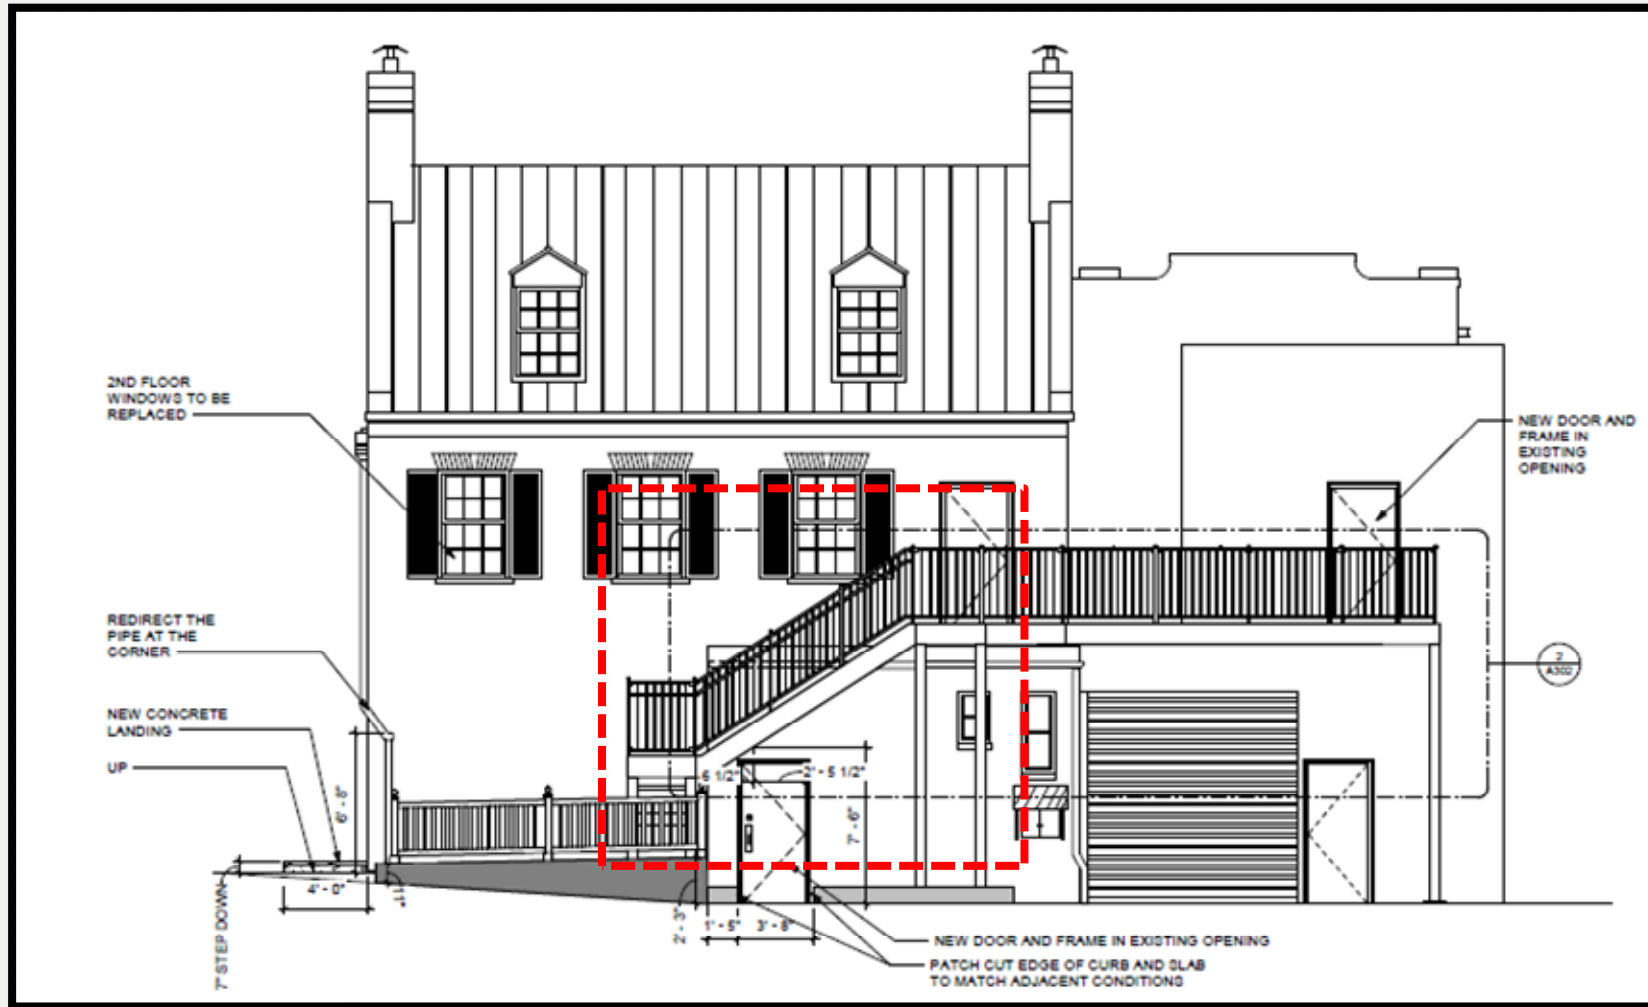 2ND FLOOR
WINDOWS TO BE
REPLACED
NEW DOOR AND
FRAME IN
EXISTING
OPENING
REDIRECT THE
PIPE AT THE
CORNER
2
A302
NEW CONCRETE
LANDING
UP
6' - 8"
6 1/2"
2' - 5 1/2"
7' - 6"
4' - 0"
11"
7" STEP DOWN
2' - 3"
1' - 5"
3' - 8"
NEW DOOR AND FRAME IN EXISTING OPENING
PATCH CUT EDGE OF CURB AND SLAB
TO MATCH ADJACENT CONDITIONS